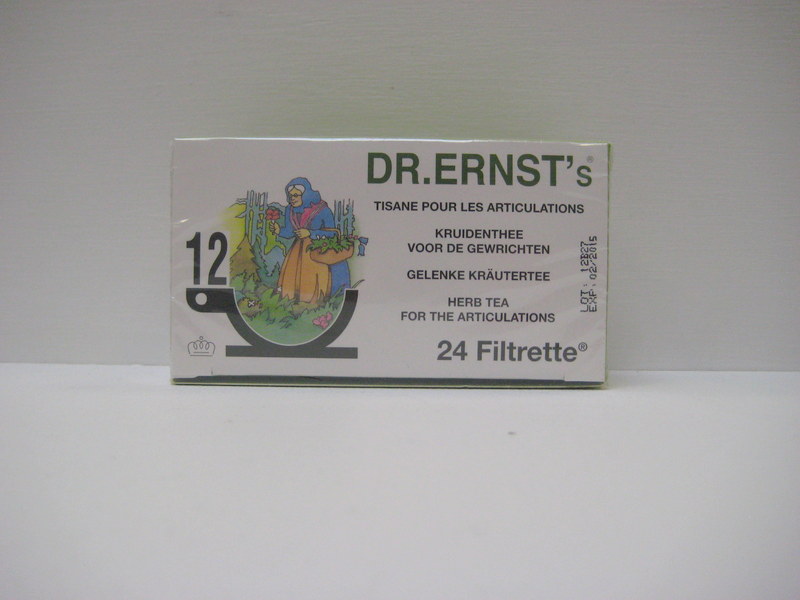 DR.ERNST's®
TISANE POUR LES ARTICULATIONS
KRUIDENTHEE
VOOR DE GEWRICHTEN
GELENKE KRÄUTERTEE
HERB TEA
FOR THE ARTICULATIONS
24 Filtrette®
12
LOT:
EXP: 02/2015